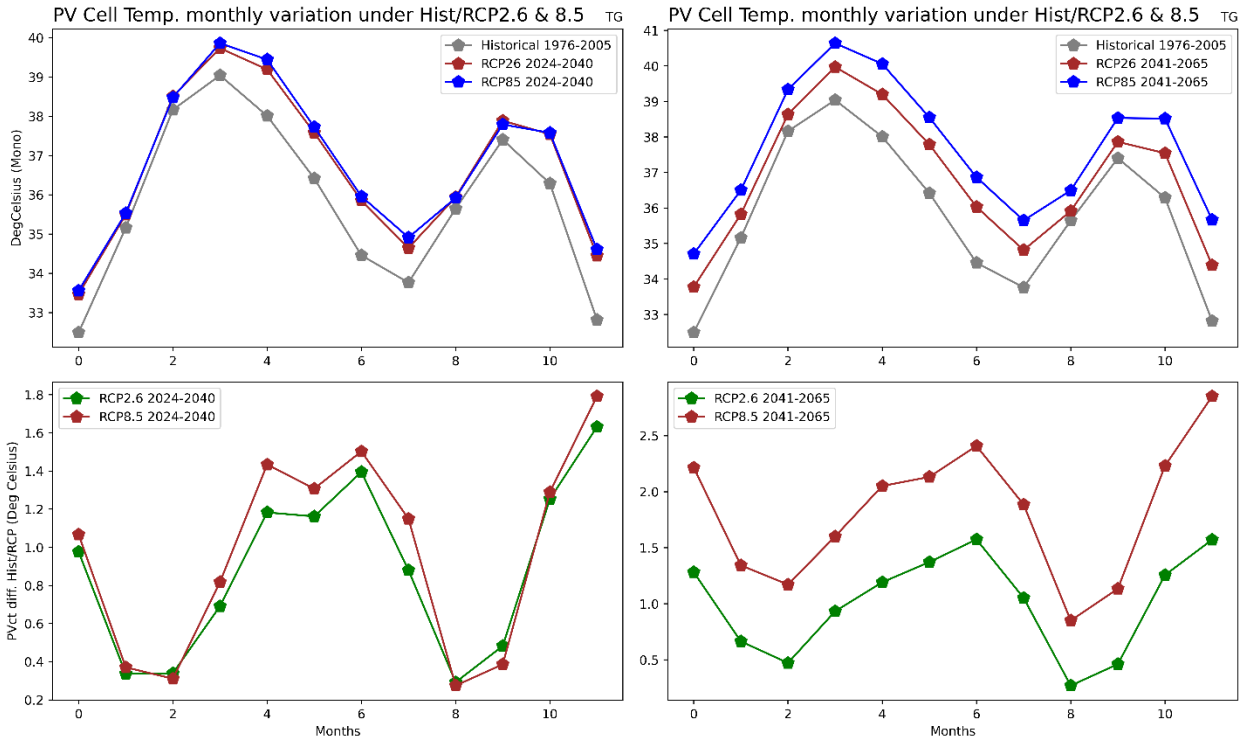 PV Cell Temp. monthly variation under Hist/RCP2.6 & 8.5 TG
40
39
38
37
36
35
34
33
DegCelsius (Mono)
Historical 1976-2005
RCP26 2024-2040
RCP85 2024-2040
0 2 4 6 8 10
PV Cell Temp. monthly variation under Hist/RCP2.6 & 8.5 TG
41
40
39
38
37
36
35
34
33
Historical 1976-2005
RCP26 2041-2065
RCP85 2041-2065
0 2 4 6 8 10
1.8
1.6
1.4
1.2
1.0
0.8
0.6
0.4
0.2
PVct diff. Hist/RCP (Deg Celsius)
RCP2.6 2024-2040
RCP8.5 2024-2040
0 2 4 6 8 10
Months
2.5
2.0
1.5
1.0
0.5
RCP2.6 2041-2065
RCP8.5 2041-2065
0 2 4 6 8 10
Months